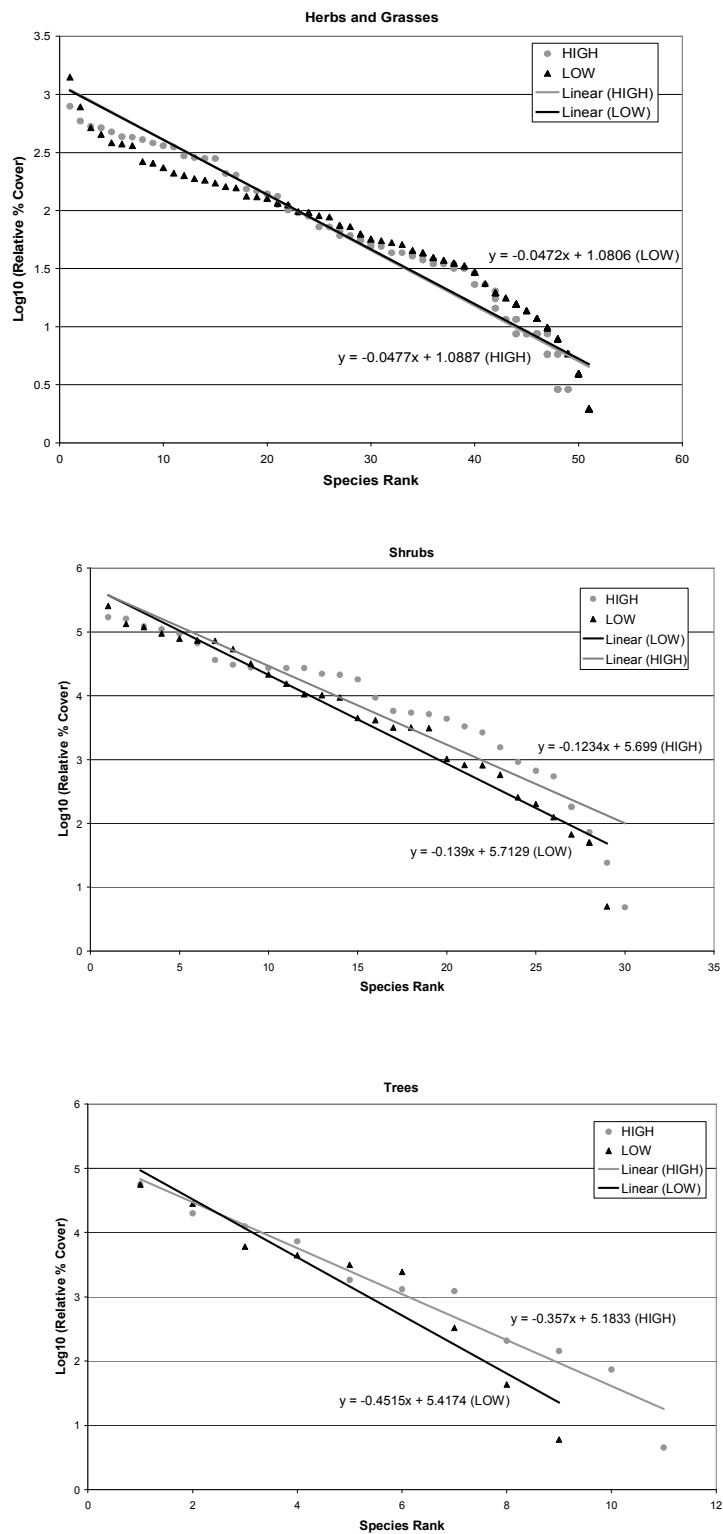 Herbs and Grasses
3.5
3
2.5
2
1.5
1
0.5
0
0 10 20 30 40 50 60
Log10 (Relative % Cover)
Species Rank
HIGH
LOW
Linear (HIGH)
Linear (LOW)
y = -0.0472x + 1.0806 (LOW)
y = -0.0477x + 1.0887 (HIGH)
Shrubs
6
5
4
3
2
1
0
0 5 10 15 20 25 30 35
Log10 (Relative % Cover)
Species Rank
HIGH
LOW
Linear (LOW)
Linear (HIGH)
y = -0.1234x + 5.699 (HIGH)
y = -0.139x + 5.7129 (LOW)
Trees
6
5
4
3
2
1
0
0 2 4 6 8 10 12
Log10 (Relative % Cover)
Species Rank
HIGH
LOW
Linear (HIGH)
Linear (LOW)
y = -0.357x + 5.1833 (HIGH)
y = -0.4515x + 5.4174 (LOW)